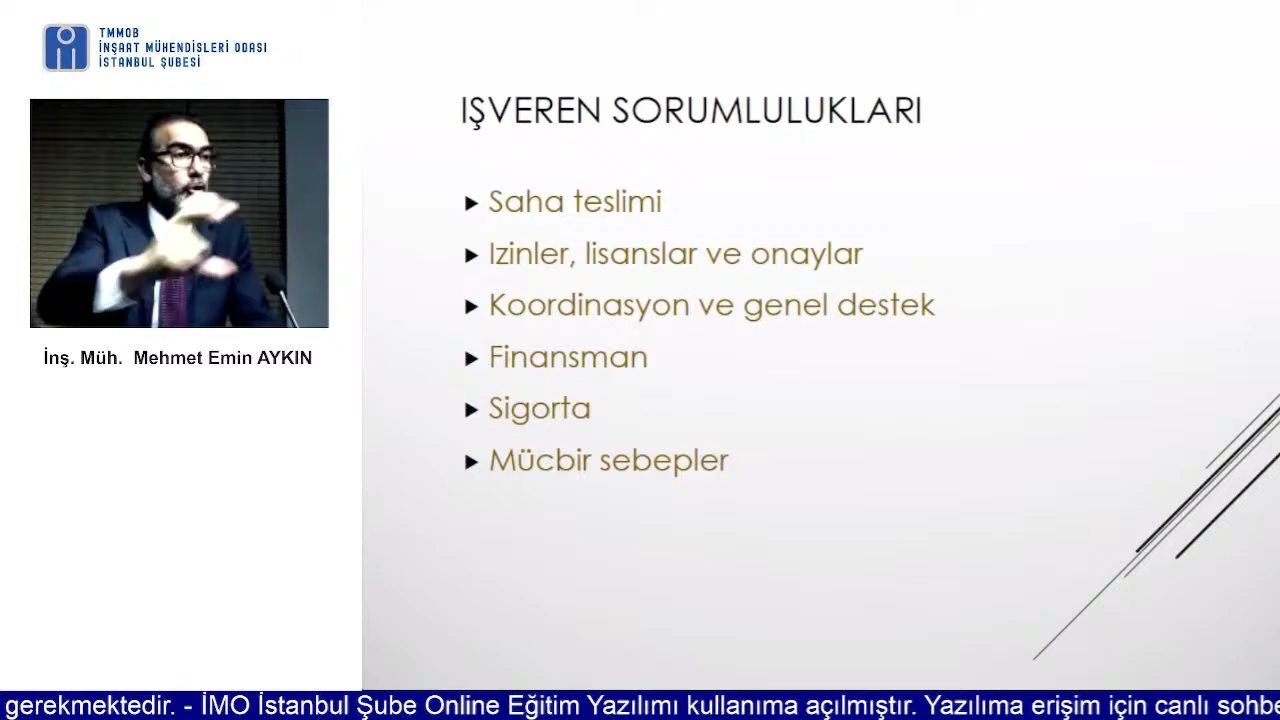 TMMOB
İNŞAAT MÜHENDİSLERİ ODASI
İSTANBUL ŞUBESİ
İnş. Müh. Mehmet Emin AYKIN
IŞVEREN SORUMLULUKLARI
Saha teslimi
Izinler, lisanslar ve onaylar
Koordinasyon ve genel destek
Finansman
Sigorta
Mücbir sebepler
gerekmektedir. - İMO İstanbul Şube Online Eğitim Yazılımı kullanıma açılmıştır. Yazılıma erişim için canlı sohbe